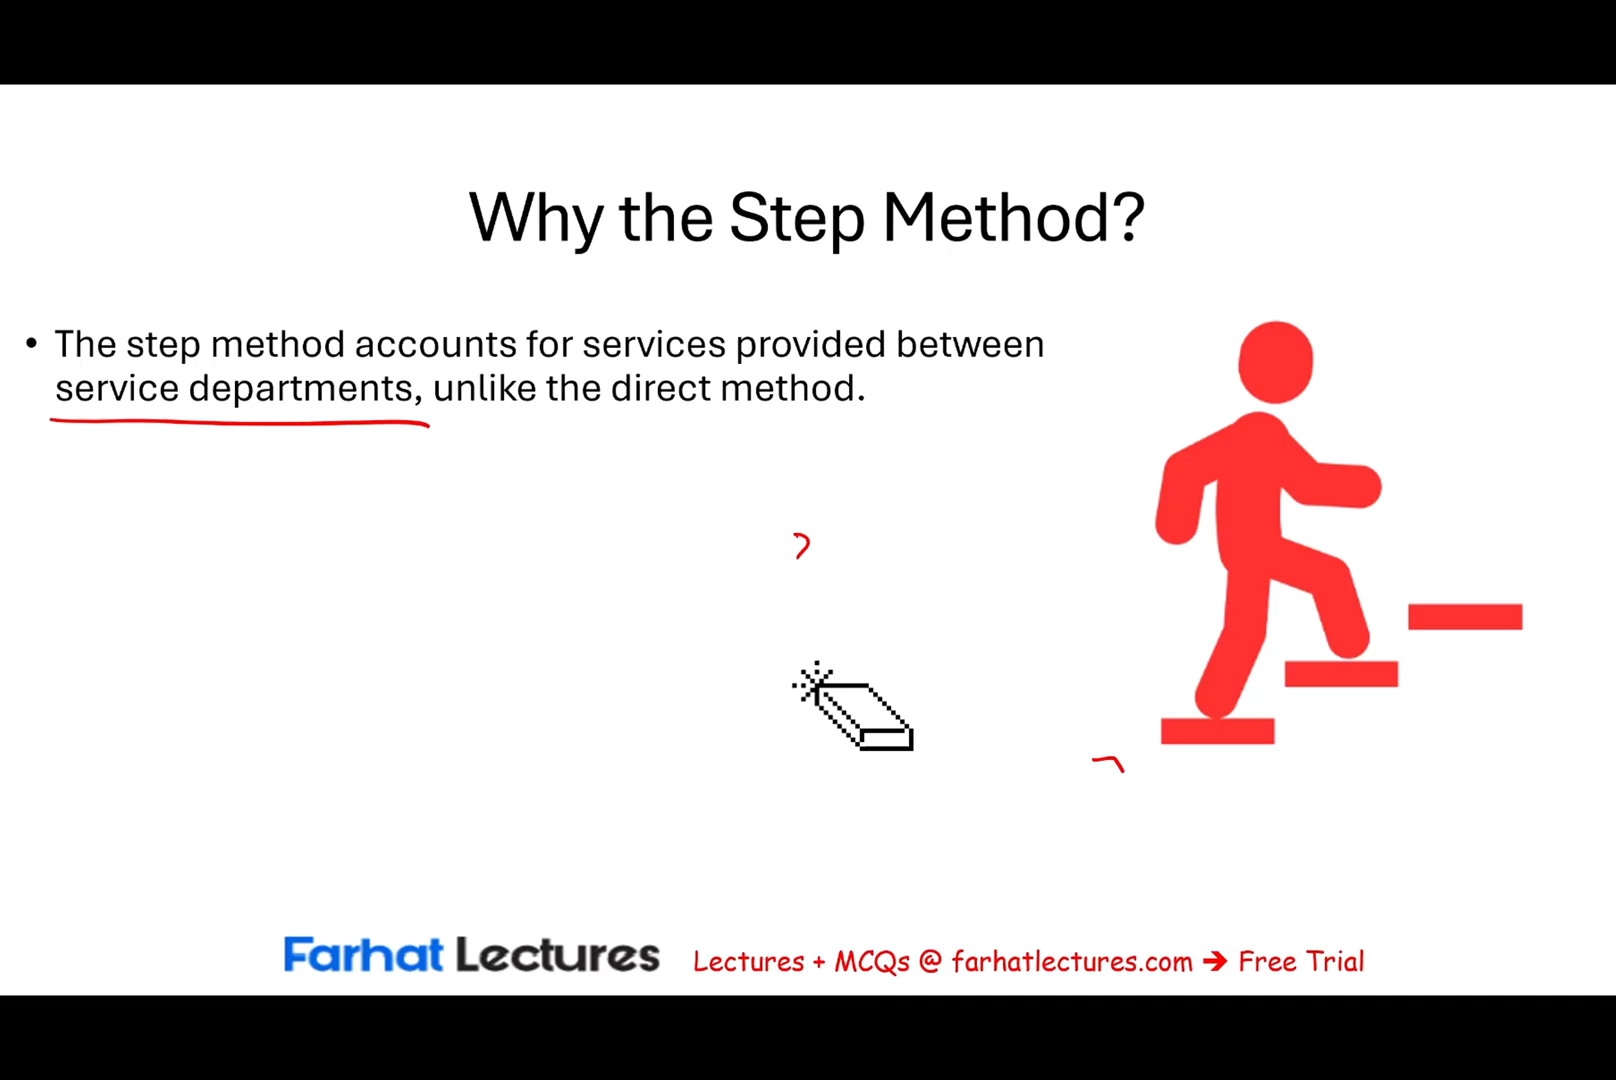 Why the Step Method?
• The step method accounts for services provided between
service departments, unlike the direct method.
Farhat Lectures
Lectures + MCQs @ farhatlectures.com → Free Trial